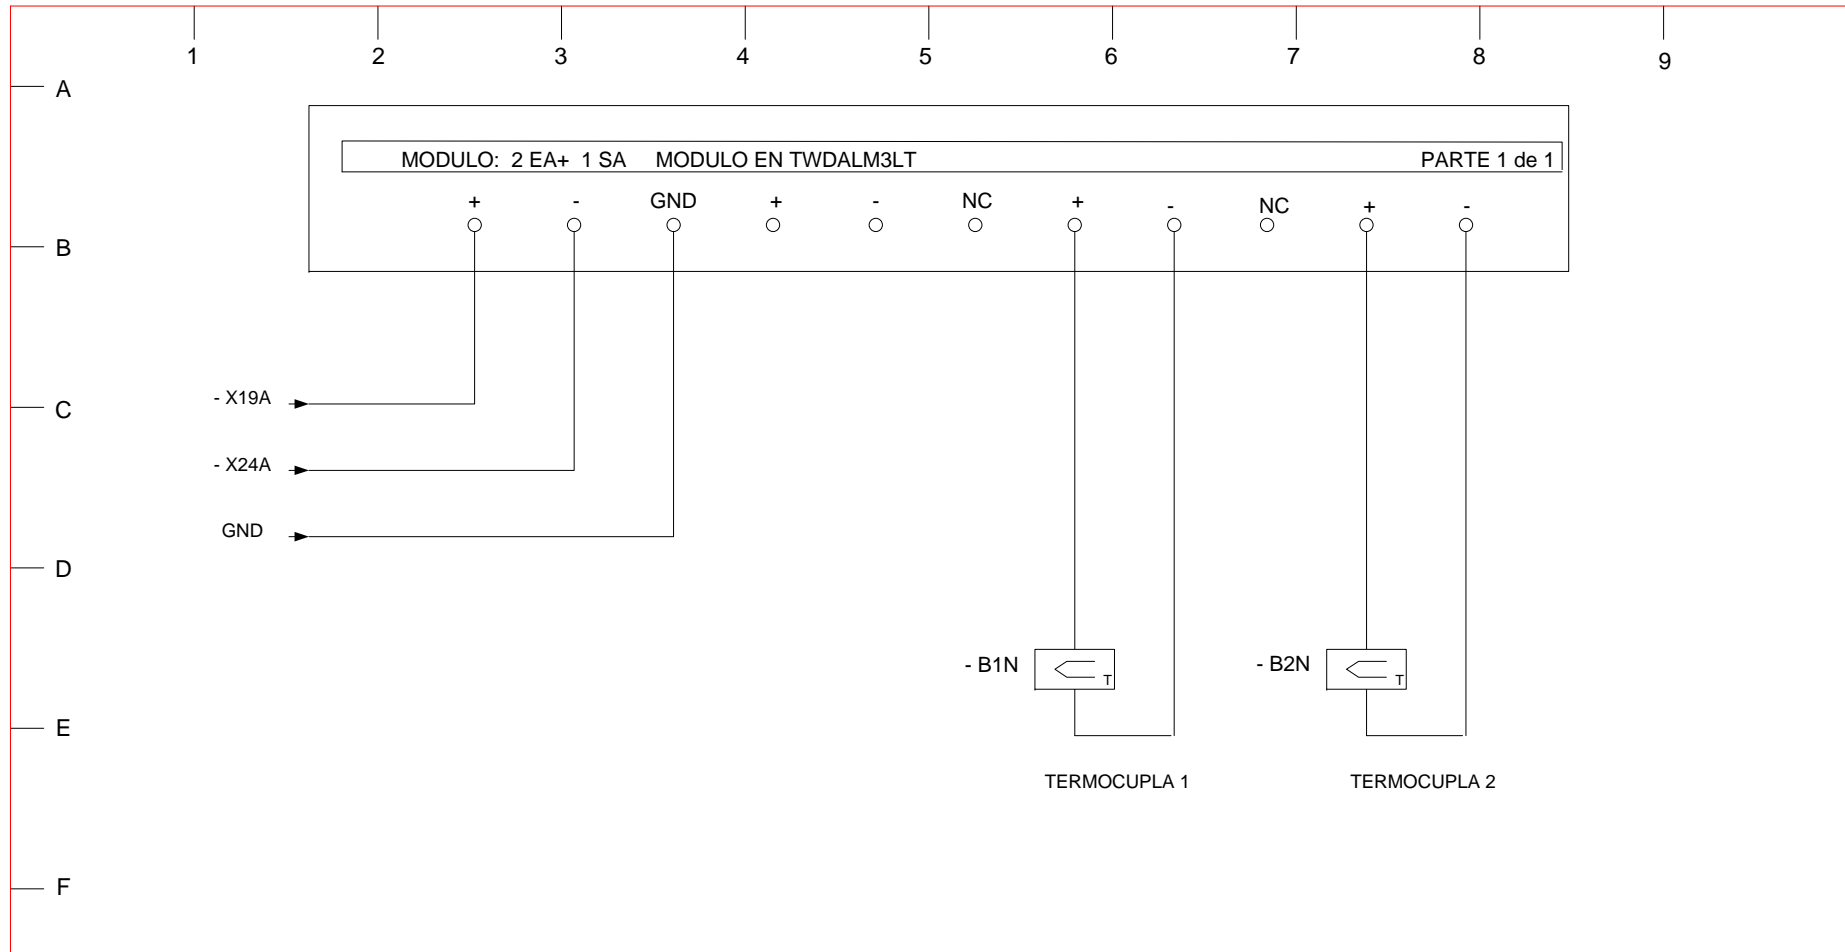 1 2 3 4 5 6 7 8 9
A
MODULO: 2 EA+ 1 SA MODULO EN TWDALM3LT PARTE 1 de 1
+ - GND + - NC + - NC + -
B
- X19A
C
- X24A
GND
D
- B1N T - B2N T
E
TERMOCUPLA 1 TERMOCUPLA 2
F